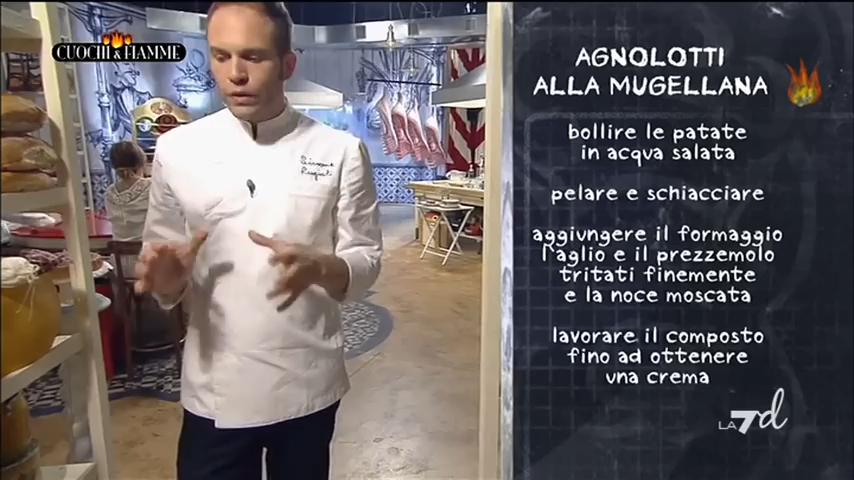 CUOCHI & FIAMME
AGNOLOTTI
ALLA MUGELLANA
bollire le patate
in acqua salata
pelare e schiacciare
aggiungere il formaggio
l'aglio e il prezzemolo
tritati finemente
e la noce moscata
lavorare il composto
fino ad ottenere
una crema
LA7d